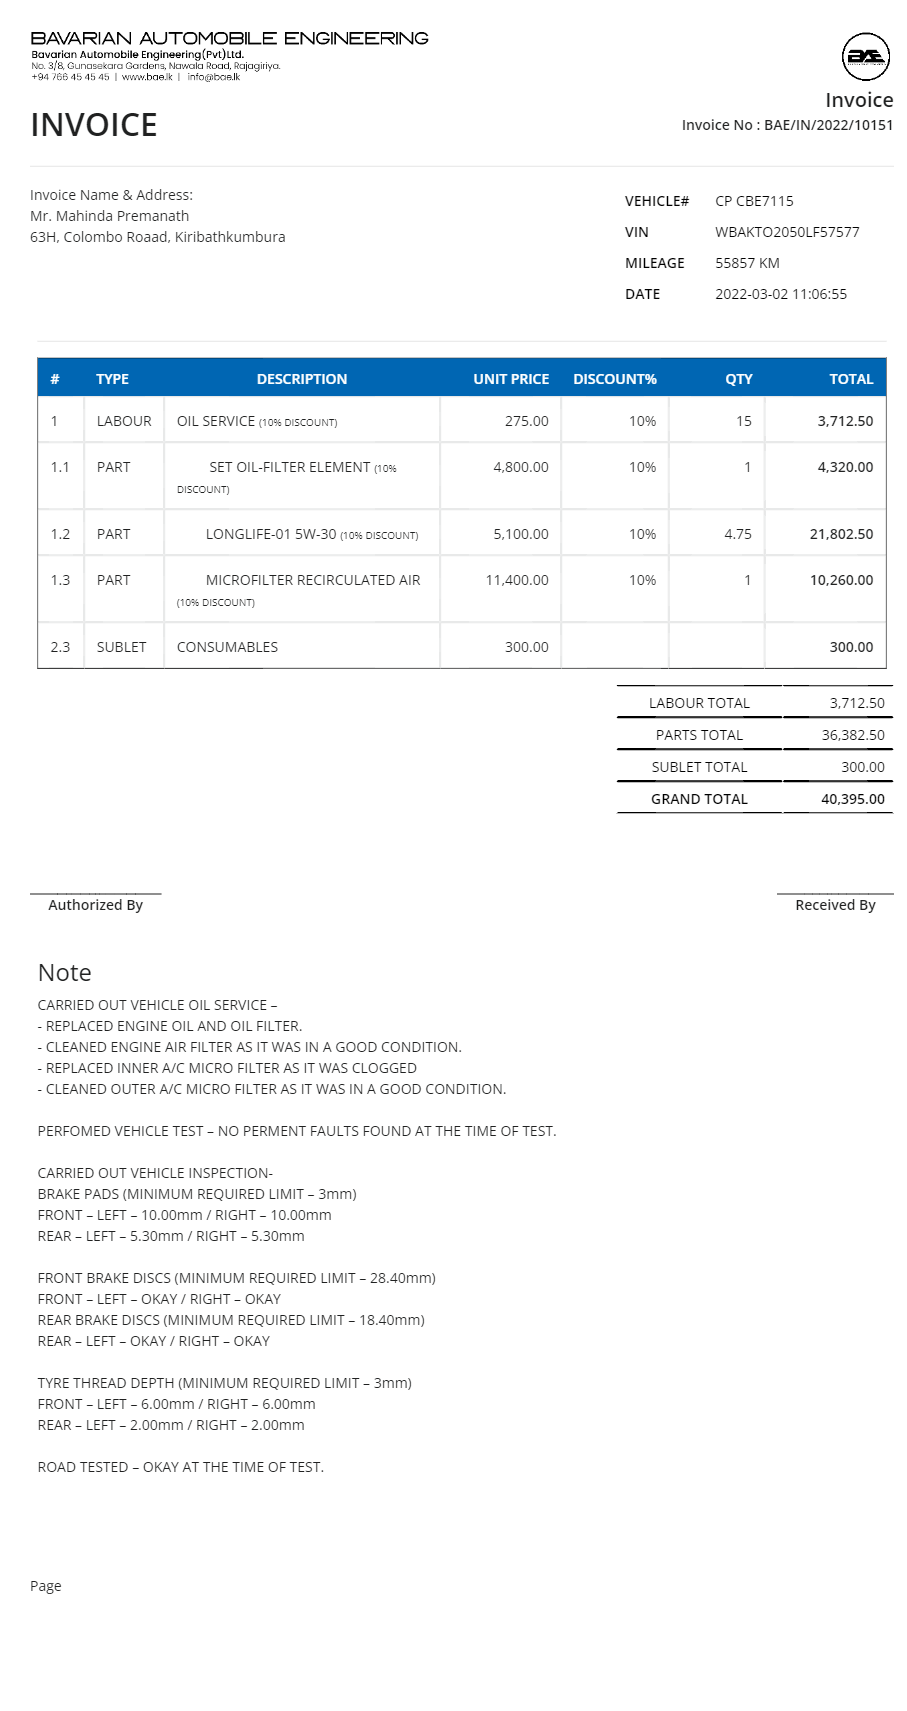 BAVARIAN AUTOMOBILE ENGINEERING
Bavarian Automobile Engineering(Pvt)Ltd.
No. 3/8, Gunasekara Gardens, Nawala Road, Rajagiriya.
+94 766 45 45 45 | www.bae.lk | info@bae.lk
BAE
Invoice
INVOICE
Invoice No : BAE/IN/2022/10151
Invoice Name & Address:
Mr. Mahinda Premanath
63H, Colombo Roaad, Kiribathkumbura
VEHICLE# CP CBE7115
VIN WBAKTO2050LF57577
MILEAGE 55857 KM
DATE 2022-03-02 11:06:55
# TYPE DESCRIPTION UNIT PRICE DISCOUNT% QTY TOTAL
1 LABOUR OIL SERVICE (10% DISCOUNT) 275.00 10% 15 3,712.50
1.1 PART SET OIL-FILTER ELEMENT (10% 4,800.00 10% 1 4,320.00
DISCOUNT)
1.2 PART LONGLIFE-01 5W-30 (10% DISCOUNT) 5,100.00 10% 4.75 21,802.50
1.3 PART MICROFILTER RECIRCULATED AIR 11,400.00 10% 1 10,260.00
(10% DISCOUNT)
2.3 SUBLET CONSUMABLES 300.00 300.00
LABOUR TOTAL 3,712.50
PARTS TOTAL 36,382.50
SUBLET TOTAL 300.00
GRAND TOTAL 40,395.00
Authorized By Received By
Note
CARRIED OUT VEHICLE OIL SERVICE –
- REPLACED ENGINE OIL AND OIL FILTER.
- CLEANED ENGINE AIR FILTER AS IT WAS IN A GOOD CONDITION.
- REPLACED INNER A/C MICRO FILTER AS IT WAS CLOGGED
- CLEANED OUTER A/C MICRO FILTER AS IT WAS IN A GOOD CONDITION.
PERFOMED VEHICLE TEST – NO PERMENT FAULTS FOUND AT THE TIME OF TEST.
CARRIED OUT VEHICLE INSPECTION-
BRAKE PADS (MINIMUM REQUIRED LIMIT – 3mm)
FRONT – LEFT – 10.00mm / RIGHT – 10.00mm
REAR – LEFT – 5.30mm / RIGHT – 5.30mm
FRONT BRAKE DISCS (MINIMUM REQUIRED LIMIT – 28.40mm)
FRONT – LEFT – OKAY / RIGHT – OKAY
REAR BRAKE DISCS (MINIMUM REQUIRED LIMIT – 18.40mm)
REAR – LEFT – OKAY / RIGHT – OKAY
TYRE THREAD DEPTH (MINIMUM REQUIRED LIMIT – 3mm)
FRONT – LEFT – 6.00mm / RIGHT – 6.00mm
REAR – LEFT – 2.00mm / RIGHT – 2.00mm
ROAD TESTED – OKAY AT THE TIME OF TEST.
Page